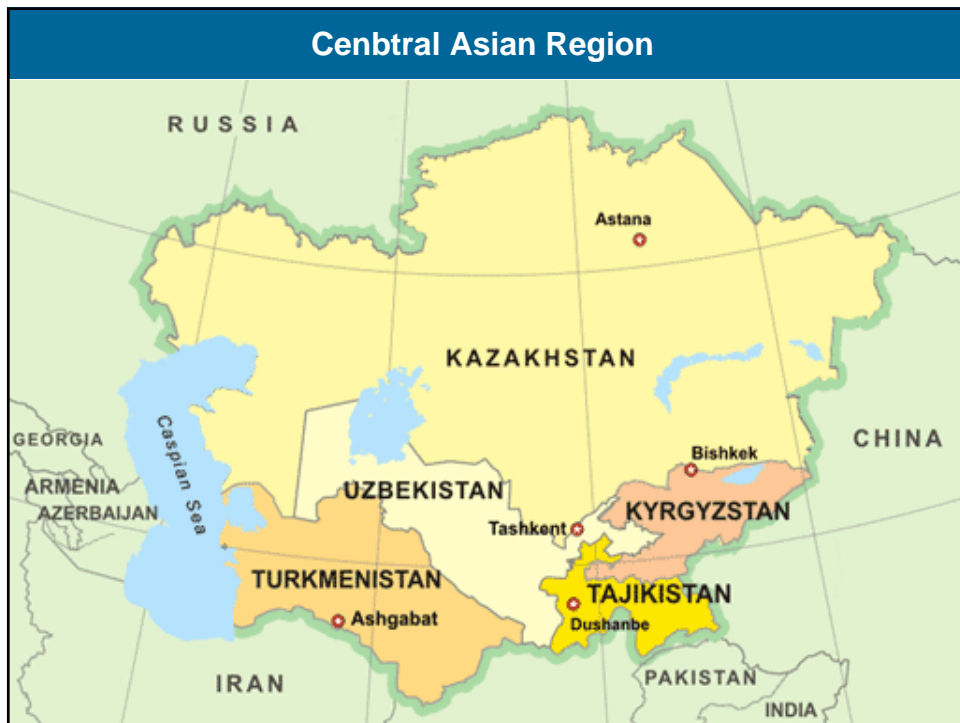 Cenbtral Asian Region
RUSSIA
Astana
KAZAKHSTAN
Caspian Sea
GEORGIA
CHINA
Bishkek
ARMENIA
UZBEKISTAN
KYRGYZSTAN
AZERBAIJAN
Tashkent
TURKMENISTAN
TAJIKISTAN
Ashgabat
Dushanbe
IRAN
PAKISTAN
INDIA